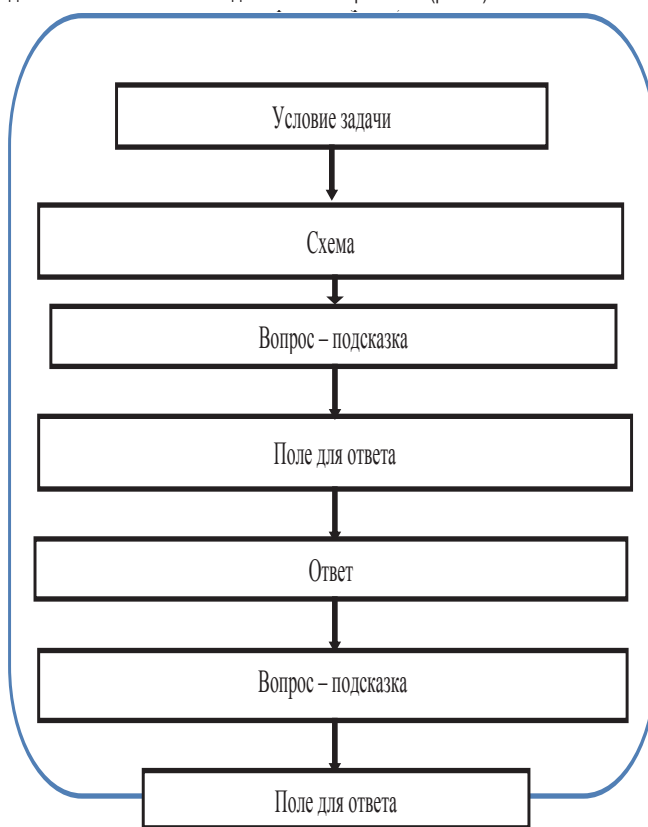 Условие задачи
Схема
Вопрос – подсказка
Поле для ответа
Ответ
Вопрос – подсказка
Поле для ответа